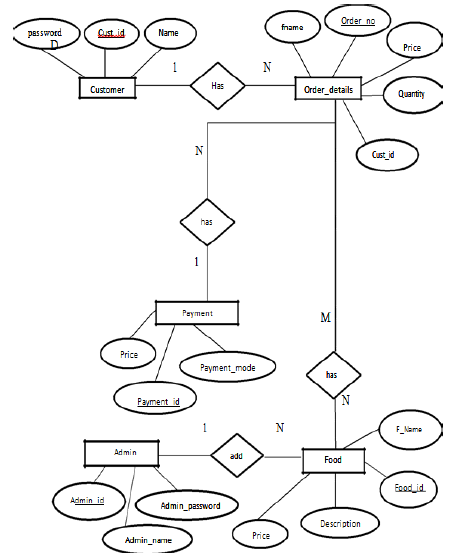 password
Cust_id
Name
D
Customer
1
Has
N
fname
Order_no
Price
Order_details
Quantity
Cust_id
N
has
1
Payment
Price
Payment_id
Payment_mode
M
has
N
Admin
1
add
N
Food
F_Name
Food_id
Admin_id
Admin_password
Admin_name
Price
Description